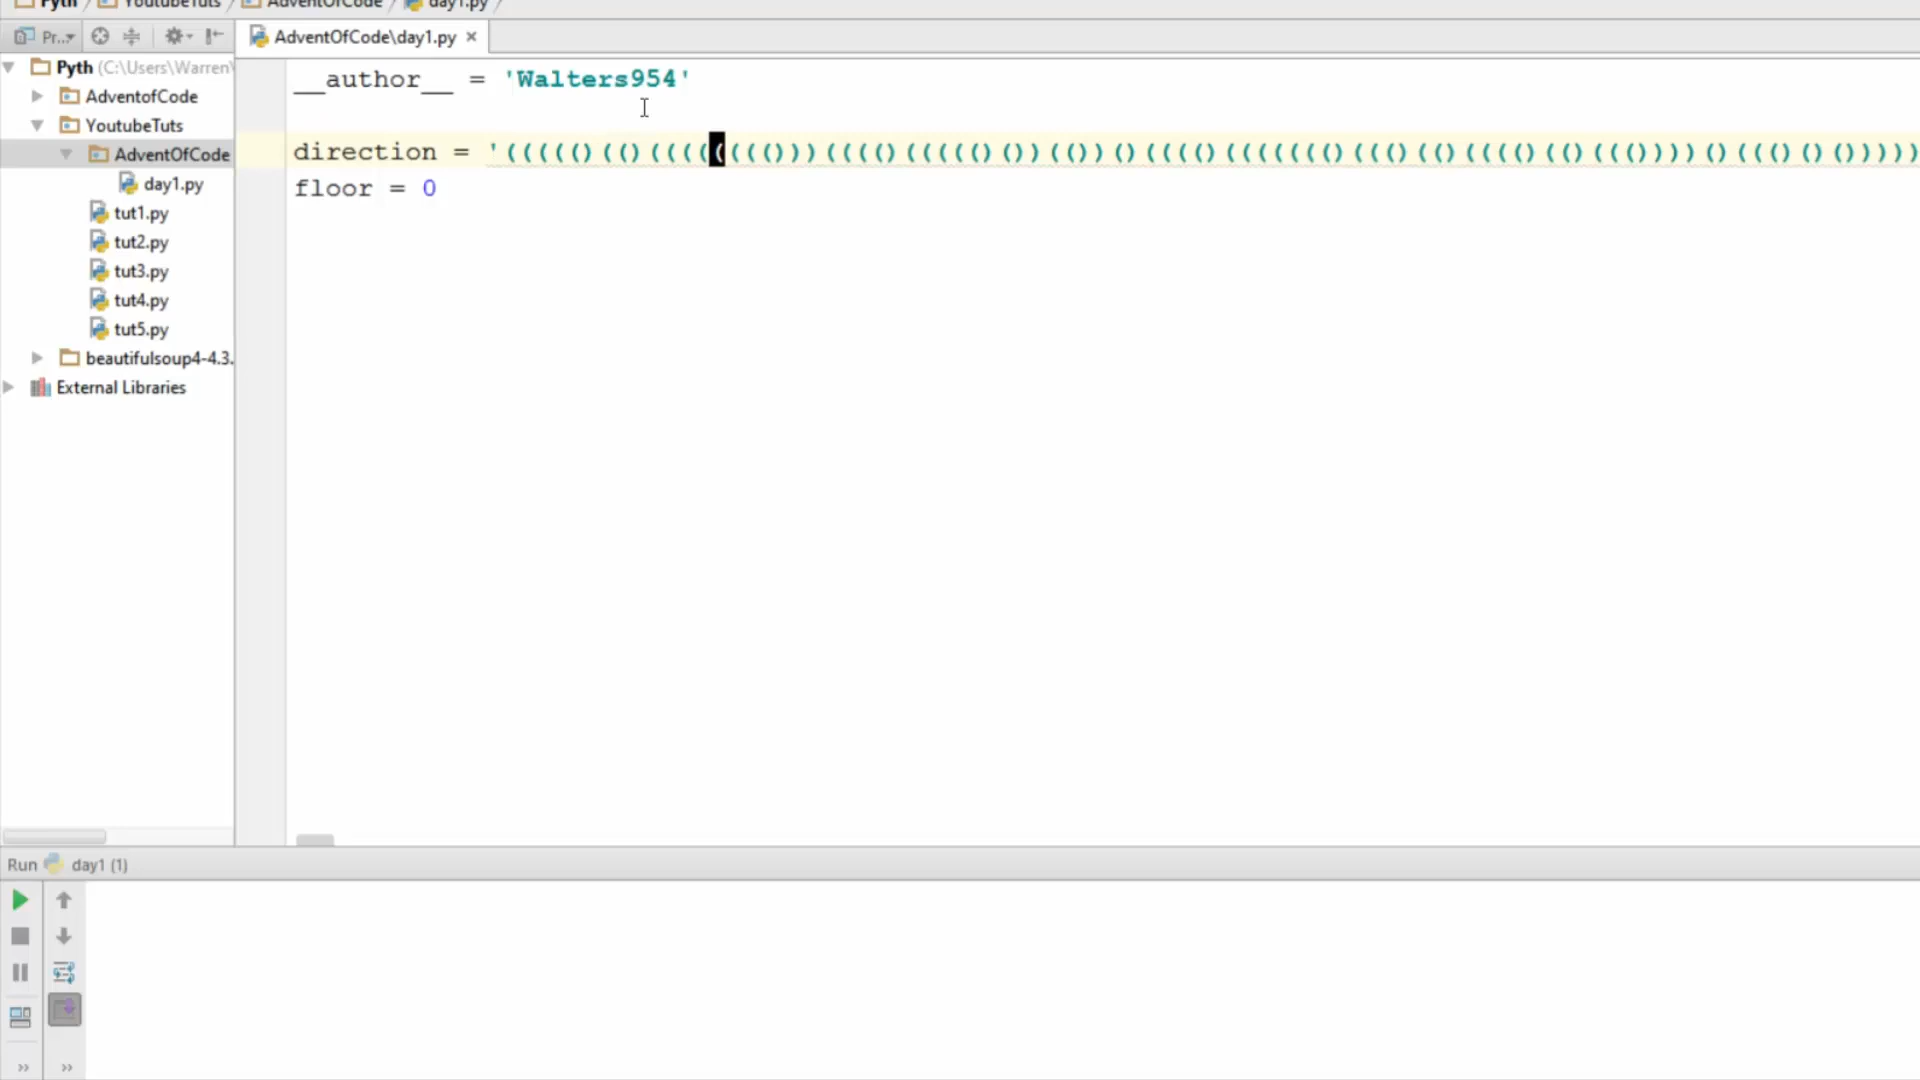 Pyth YoutubeTuts AdventOfCode day1.py
Pr...
AdventOfCode\day1.py
Pyth (C:\Users\Warren\
AdventofCode
YoutubeTuts
AdventOfCode
day1.py
tut1.py
tut2.py
tut3.py
tut4.py
tut5.py
beautifulsoup4-4.3.
External Libraries
__author__ = 'Walters954'
direction = '((((()(()(((((((()))(((()((((()())(())()(((()((((((()((()(()(((()(()((())))()((()()()))))
floor = 0
Run day1 (1)